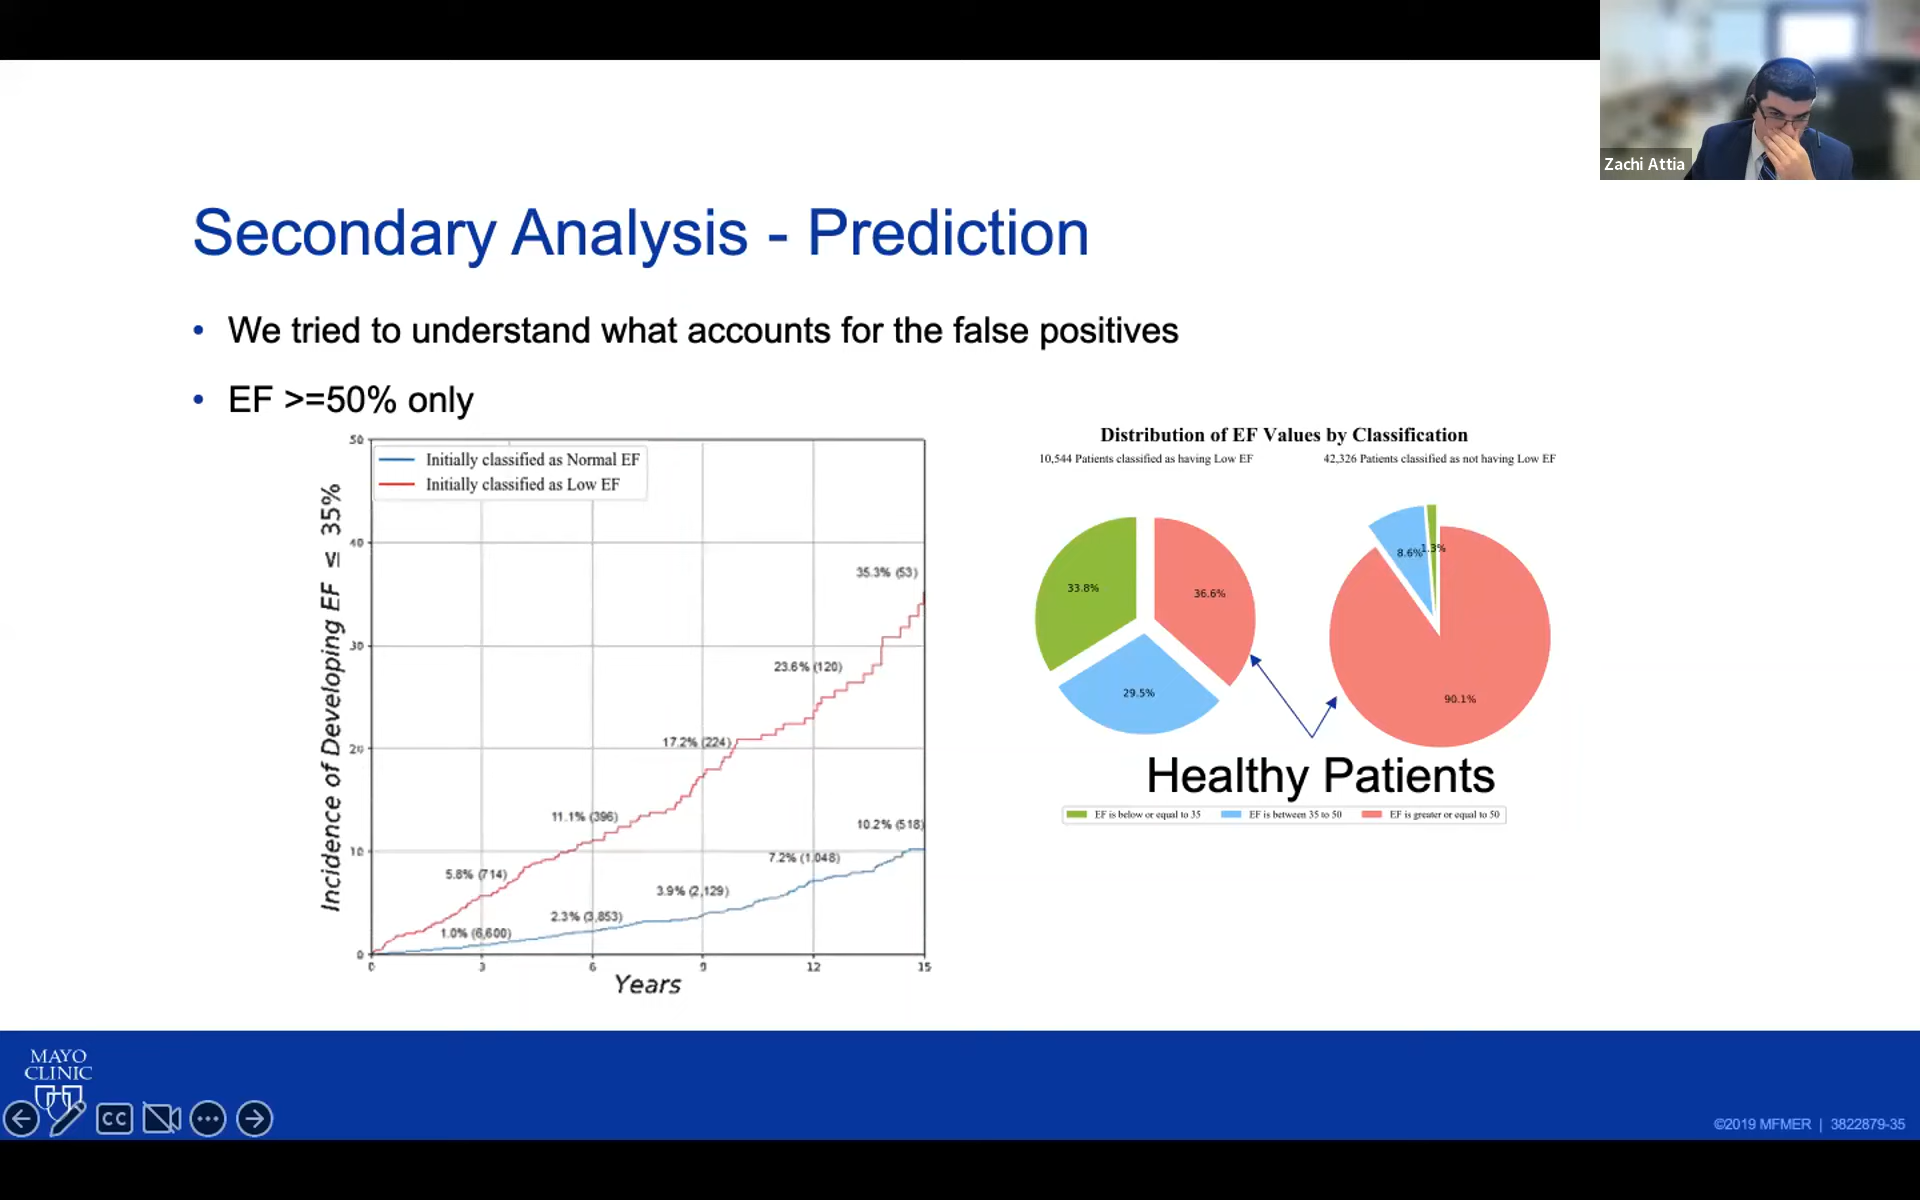 Zachi Attia
Secondary Analysis - Prediction
• We tried to understand what accounts for the false positives
• EF >=50% only
Initially classified as Normal EF
Initially classified as Low EF
Incidence of Developing EF ≤ 35%
50
40
30
20
10
0
35.3% (53)
23.6% (120)
17.2% (224)
11.1% (396)
10.2% (518)
7.2% (1,048)
5.8% (714)
3.9% (2,129)
2.3% (3,853)
1.0% (6,600)
0 3 6 9 12 15
Years
Distribution of EF Values by Classification
10,544 Patients classified as having Low EF
42,326 Patients classified as not having Low EF
33.8%
36.6%
29.5%
8.6%
1.3%
90.1%
Healthy Patients
EF is below or equal to 35 EF is between 35 to 50 EF is greater or equal to 50
MAYO
CLINIC
CC
©2019 MFMER | 3822879-35